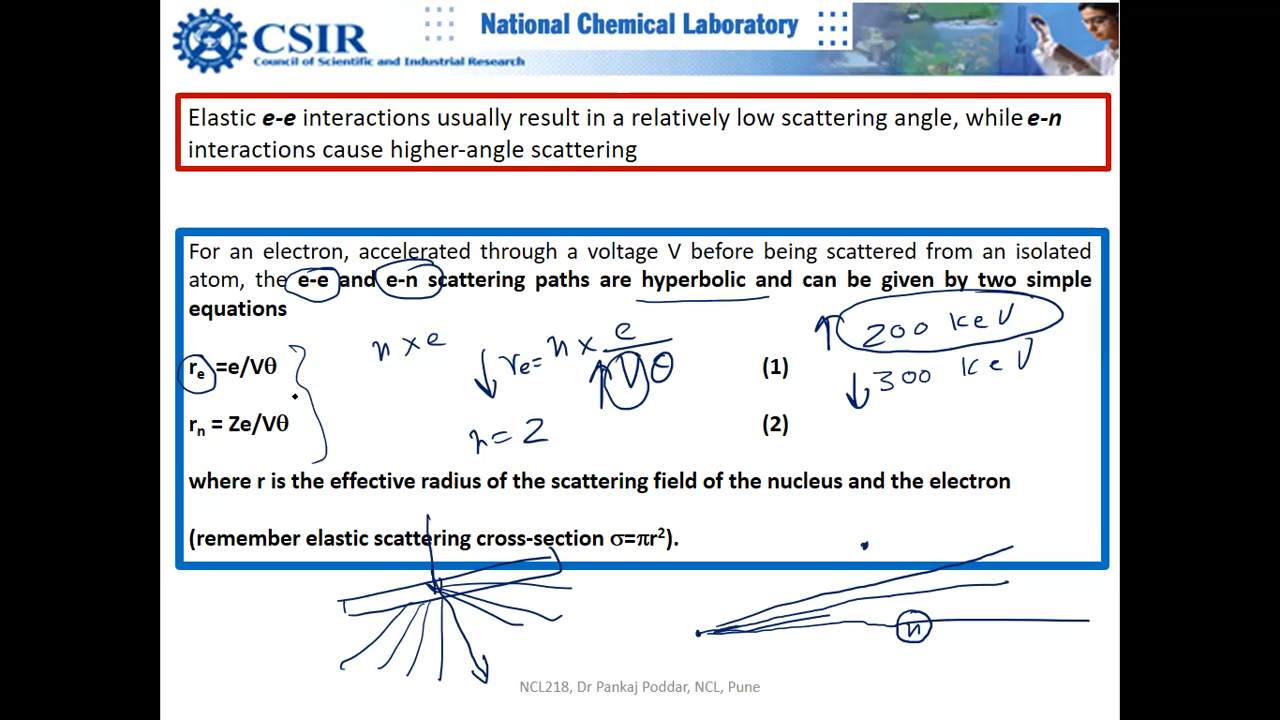 CSIR
Council of Scientific and Industrial Research
National Chemical Laboratory
Elastic e-e interactions usually result in a relatively low scattering angle, while e-n
interactions cause higher-angle scattering
For an electron, accelerated through a voltage V before being scattered from an isolated
atom, the e-e and e-n scattering paths are hyperbolic and can be given by two simple
equations
n × e
↓ re = n × e / ↑ V θ
↑ 200 keV
↓ 300 keV
re =e/Vθ (1)
n = 2
rn = Ze/Vθ (2)
where r is the effective radius of the scattering field of the nucleus and the electron
(remember elastic scattering cross-section σ=πr²).
n
NCL218, Dr Pankaj Poddar, NCL, Pune